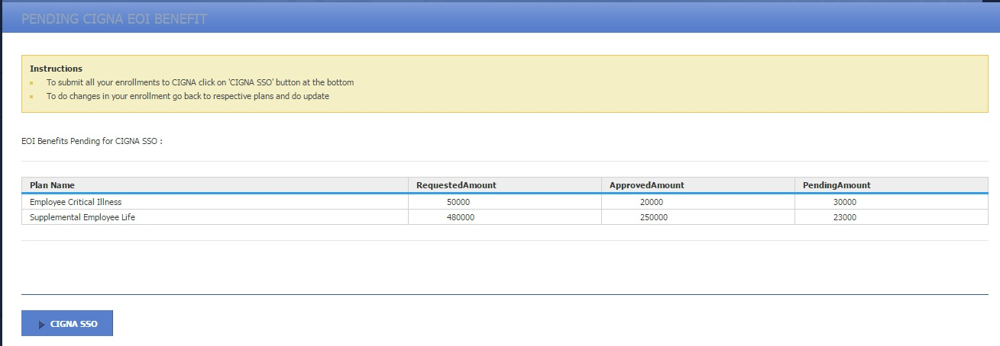 PENDING CIGNA EOI BENEFIT
Instructions
To submit all your enrollments to CIGNA click on 'CIGNA SSO' button at the bottom
To do changes in your enrollment go back to respective plans and do update
EOI Benefits Pending for CIGNA SSO :
Plan Name RequestedAmount ApprovedAmount PendingAmount
Employee Critical Illness 50000 20000 30000
Supplemental Employee Life 480000 250000 23000
CIGNA SSO